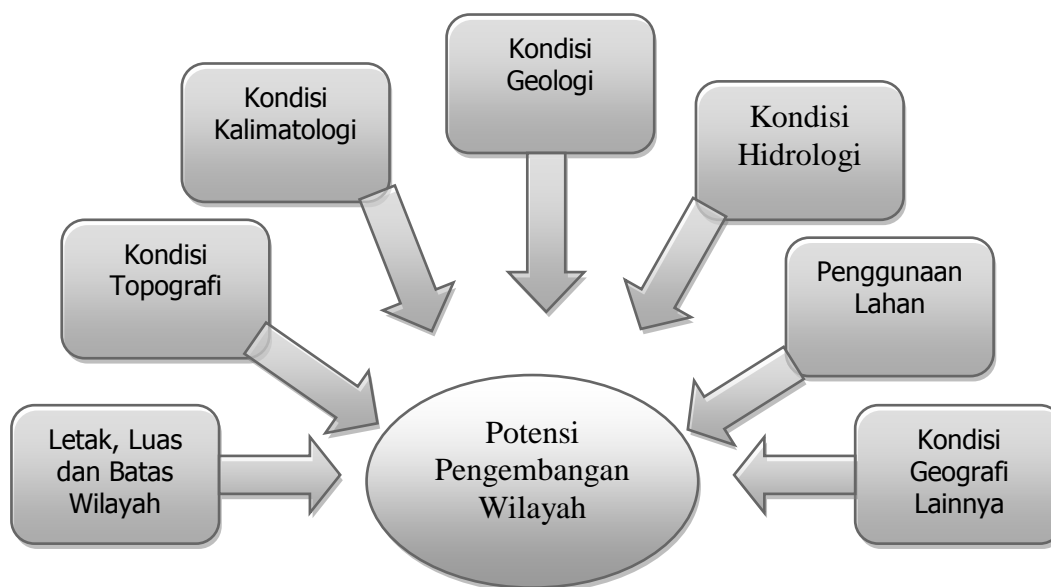 Kondisi
Geologi
Kondisi
Kalimatologi
Kondisi
Hidrologi
Kondisi
Topografi
Penggunaan
Lahan
Letak, Luas
dan Batas
Wilayah
Potensi
Pengembangan
Wilayah
Kondisi
Geografi
Lainnya